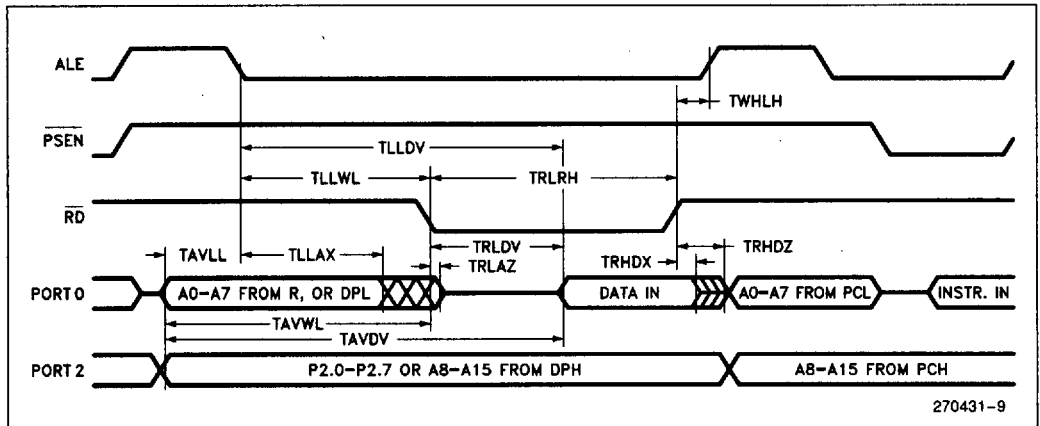 ALE
TWHLH
PSEN
TLLDV
TLLWL TRLRH
RD
TAVLL TLLAX TRLDV TRLAZ TRHDX TRHDZ
PORT 0 A0-A7 FROM R, OR DPL DATA IN A0-A7 FROM PCL INSTR. IN
TAVWL
TAVDV
PORT 2 P2.0-P2.7 OR A8-A15 FROM DPH A8-A15 FROM PCH
270431-9